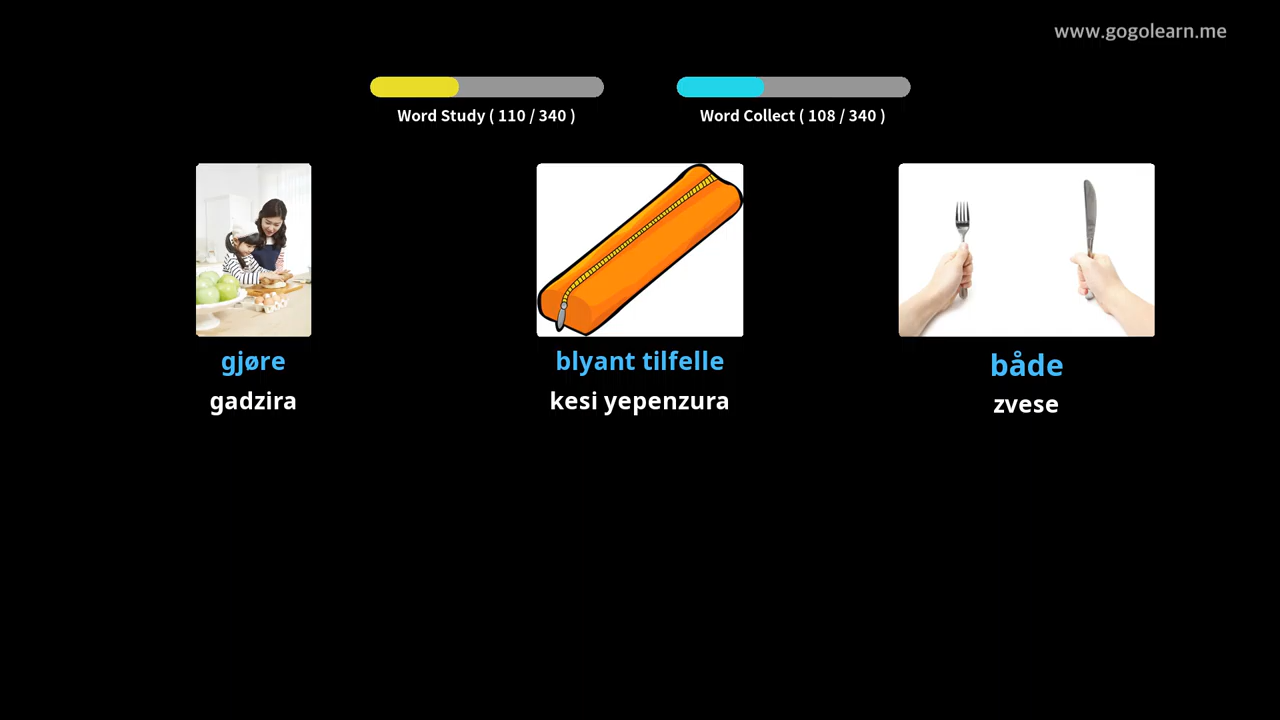 www.gogolearn.me
Word Study ( 110 / 340 )
Word Collect ( 108 / 340 )
gjøre
gadzira
blyant tilfelle
kesi yepenzura
både
zvese